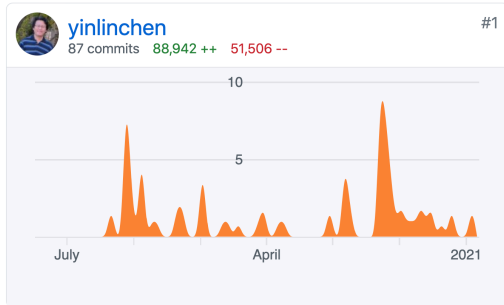 yinlinchen
#1
87 commits 88,942 ++ 51,506 --
10
5
July April 2021